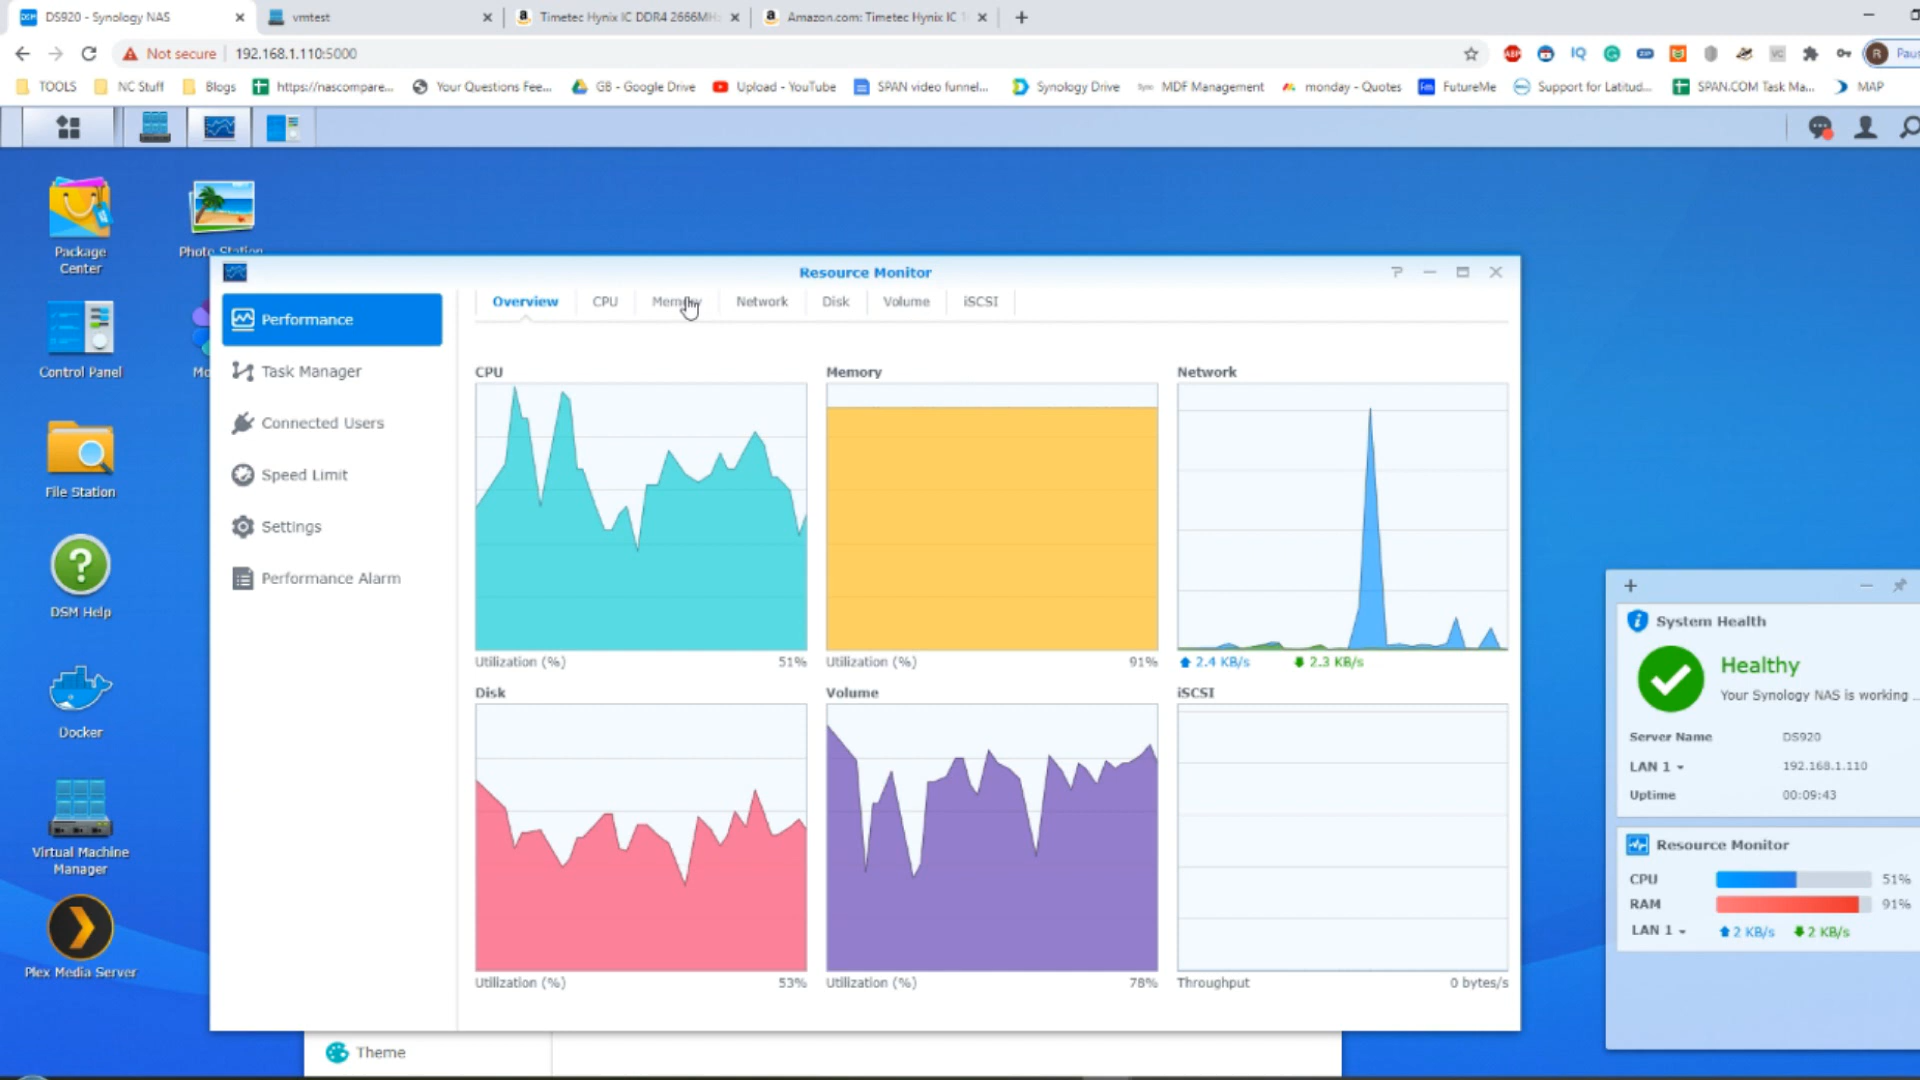 DS920 - Synology NAS
vmtest
Timetec Hynix IC DDR4 2666MH
Amazon.com: Timetec Hynix IC
Not secure
192.168.1.110:5000
IQ
R
Pau
TOOLS
NC Stuff
Blogs
https://nascompare...
Your Questions Fee...
GB - Google Drive
Upload - YouTube
SPAN video funnel...
Synology Drive
MDF Management
monday - Quotes
FutureMe
Support for Latitud...
SPAN.COM Task Ma...
MAP
Package
Center
Photo Station
Control Panel
File Station
DSM Help
Docker
Virtual Machine
Manager
Plex Media Server
Resource Monitor
Performance
Task Manager
Connected Users
Speed Limit
Settings
Performance Alarm
Overview
CPU
Memory
Network
Disk
Volume
iSCSI
CPU
Utilization (%)
51%
Memory
Utilization (%)
91%
Network
2.4 KB/s
2.3 KB/s
Disk
Utilization (%)
53%
Volume
Utilization (%)
78%
iSCSI
Throughput
0 bytes/s
Theme
System Health
Healthy
Your Synology NAS is working ...
Server Name
DS920
LAN 1
192.168.1.110
Uptime
00:09:43
Resource Monitor
CPU
51%
RAM
91%
LAN 1
2 KB/s
2 KB/s